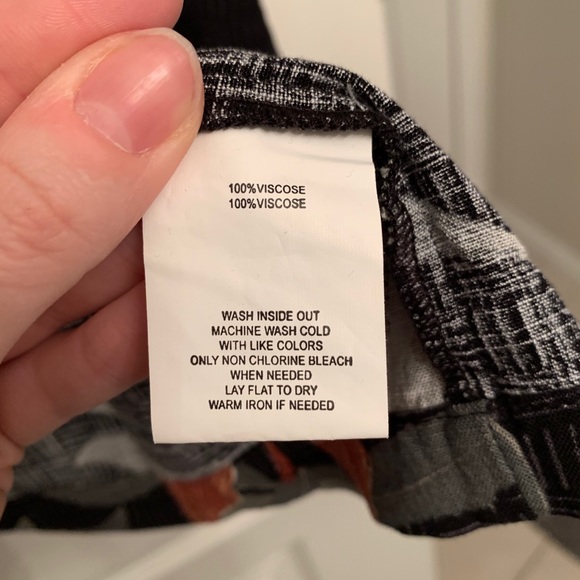 100%VISCOSE
100%VISCOSE
WASH INSIDE OUT
MACHINE WASH COLD
WITH LIKE COLORS
ONLY NON CHLORINE BLEACH
WHEN NEEDED
LAY FLAT TO DRY
WARM IRON IF NEEDED